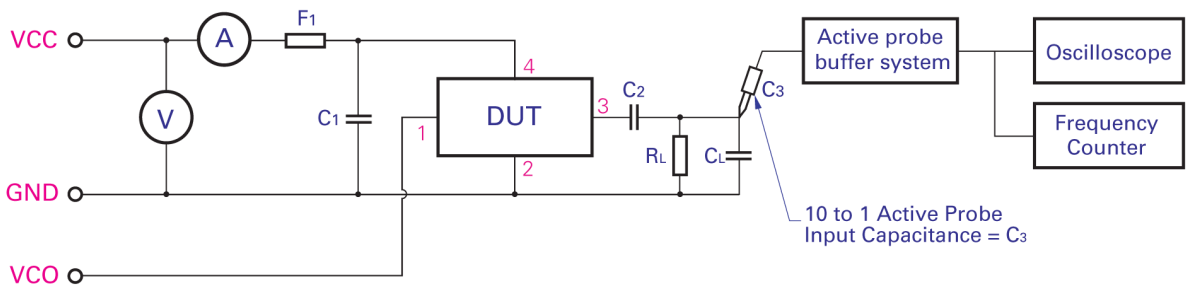 VCC
A
F1
V
C1
4
1
DUT
3
2
C2
RL
CL
C3
Active probe
buffer system
Oscilloscope
Frequency
Counter
GND
10 to 1 Active Probe
Input Capacitance = C3
VCO